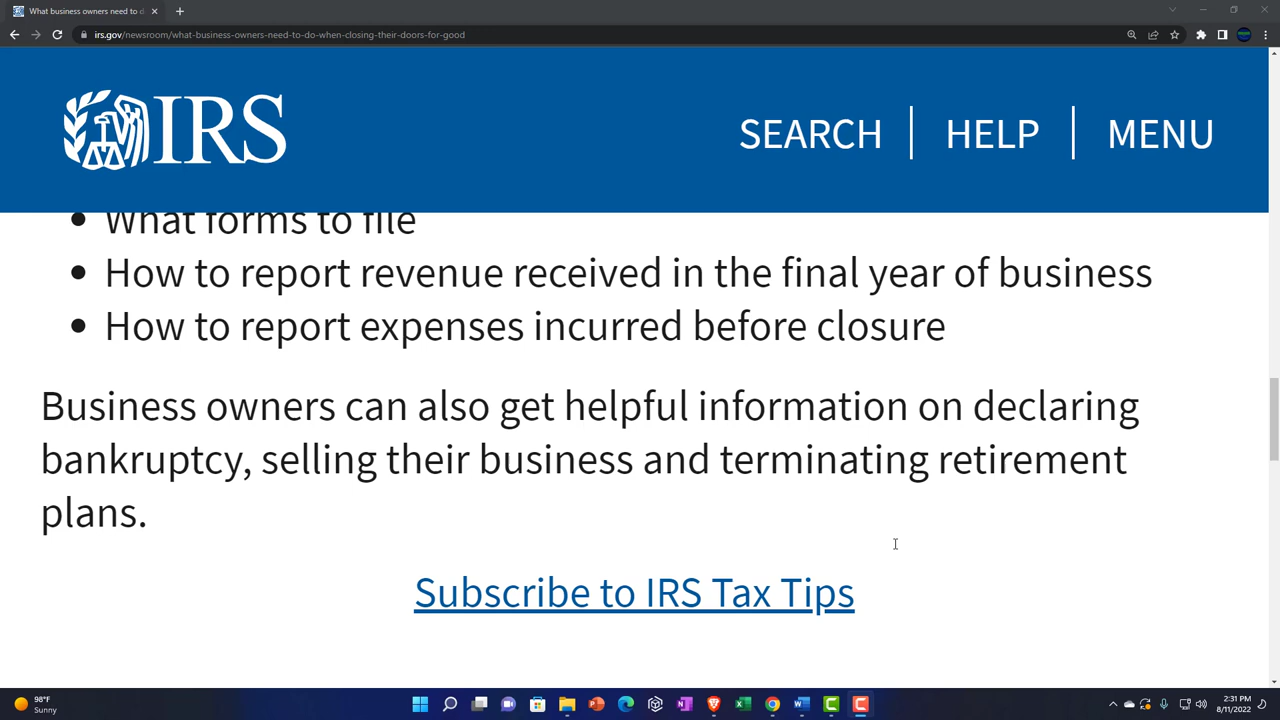 What business owners need to d
irs.gov/newsroom/what-business-owners-need-to-do-when-closing-their-doors-for-good
IRS
SEARCH
HELP
MENU
• What forms to file
• How to report revenue received in the final year of business
• How to report expenses incurred before closure
Business owners can also get helpful information on declaring
bankruptcy, selling their business and terminating retirement
plans.
Subscribe to IRS Tax Tips
98°F
Sunny
2:31 PM
8/11/2022